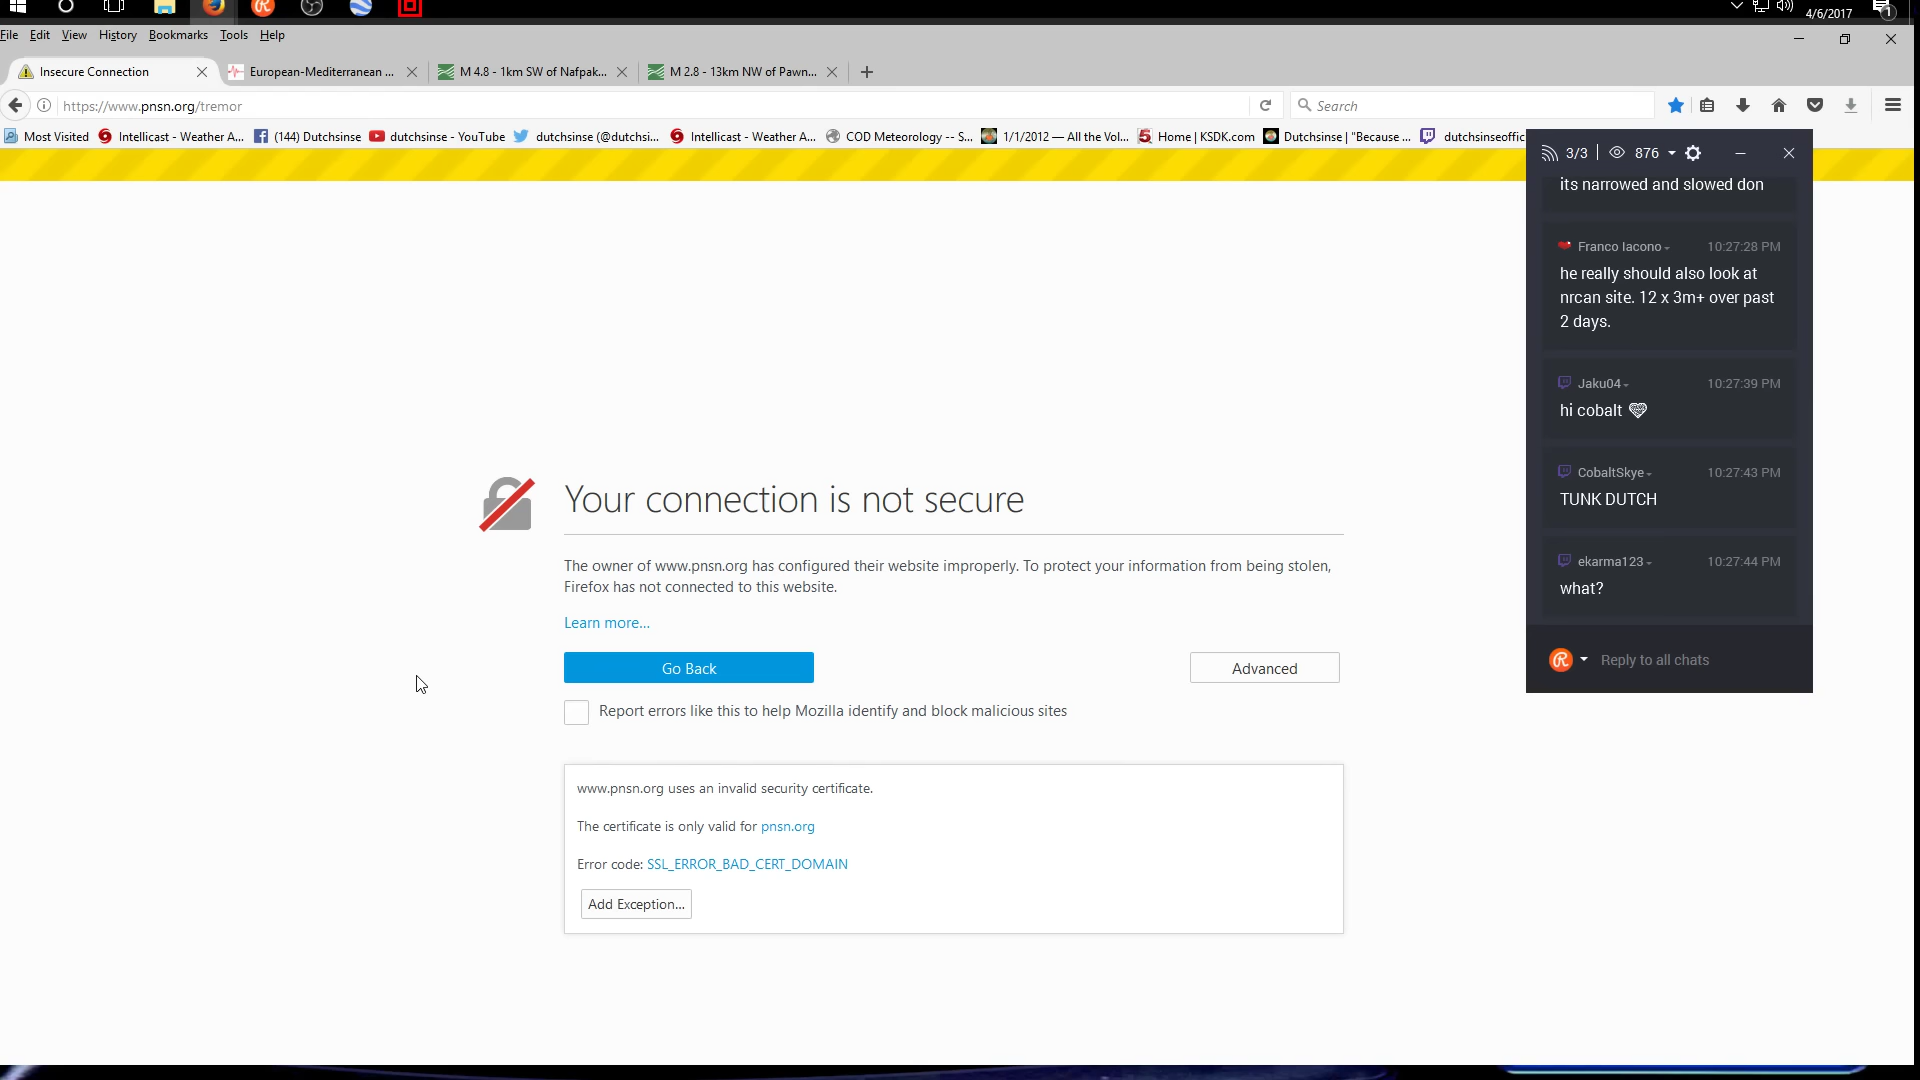 4/6/2017
1
File Edit View History Bookmarks Tools Help
Insecure Connection
European-Mediterranean ...
M 4.8 - 1km SW of Nafpak...
M 2.8 - 13km NW of Pawn...
https://www.pnsn.org/tremor
Search
Most Visited
Intellicast - Weather A...
(144) Dutchsinse
dutchsinse - YouTube
dutchsinse (@dutchsi...
Intellicast - Weather A...
COD Meteorology -- S...
1/1/2012 — All the Vol...
Home | KSDK.com
Dutchsinse | "Because ...
dutchsinseoffic
3/3 876
its narrowed and slowed don
Franco Iacono 10:27:28 PM
he really should also look at
nrcan site. 12 x 3m+ over past
2 days.
Jaku04 10:27:39 PM
hi cobalt
CobaltSkye 10:27:43 PM
TUNK DUTCH
ekarma123 10:27:44 PM
what?
Reply to all chats
Your connection is not secure
The owner of www.pnsn.org has configured their website improperly. To protect your information from being stolen,
Firefox has not connected to this website.
Learn more...
Go Back
Advanced
Report errors like this to help Mozilla identify and block malicious sites
www.pnsn.org uses an invalid security certificate.
The certificate is only valid for pnsn.org
Error code: SSL_ERROR_BAD_CERT_DOMAIN
Add Exception...